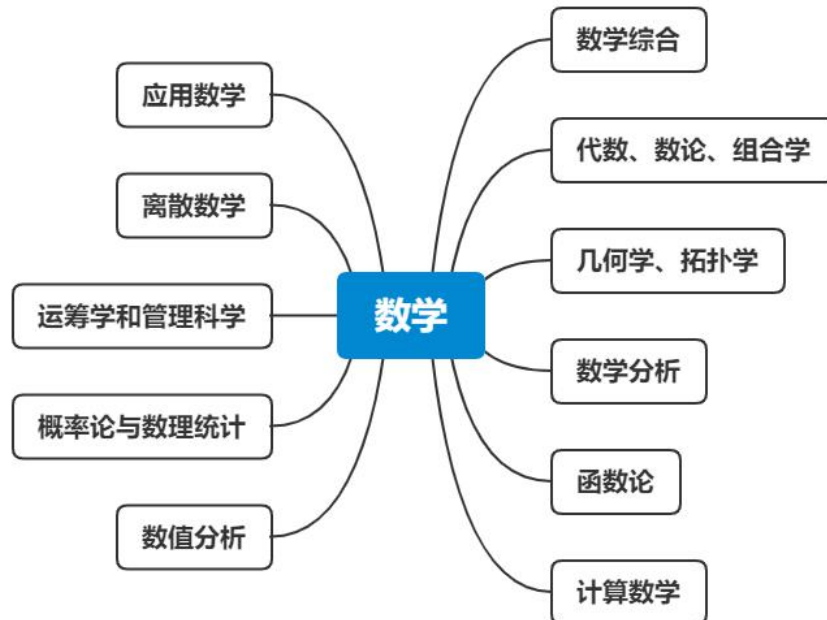 数学综合
应用数学
代数、数论、组合学
离散数学
几何学、拓扑学
运筹学和管理科学
数学
数学分析
概率论与数理统计
函数论
数值分析
计算数学